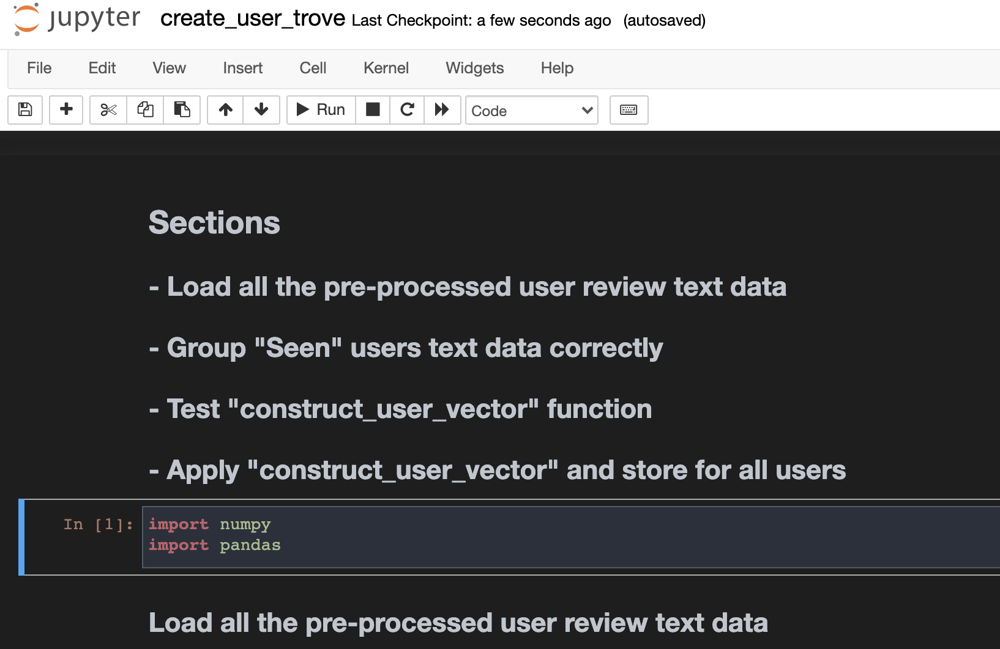 jupyter create_user_trove Last Checkpoint: a few seconds ago (autosaved)
File Edit View Insert Cell Kernel Widgets Help
Run Code
Sections
- Load all the pre-processed user review text data
- Group "Seen" users text data correctly
- Test "construct_user_vector" function
- Apply "construct_user_vector" and store for all users
In [1]: import numpy
import pandas
Load all the pre-processed user review text data